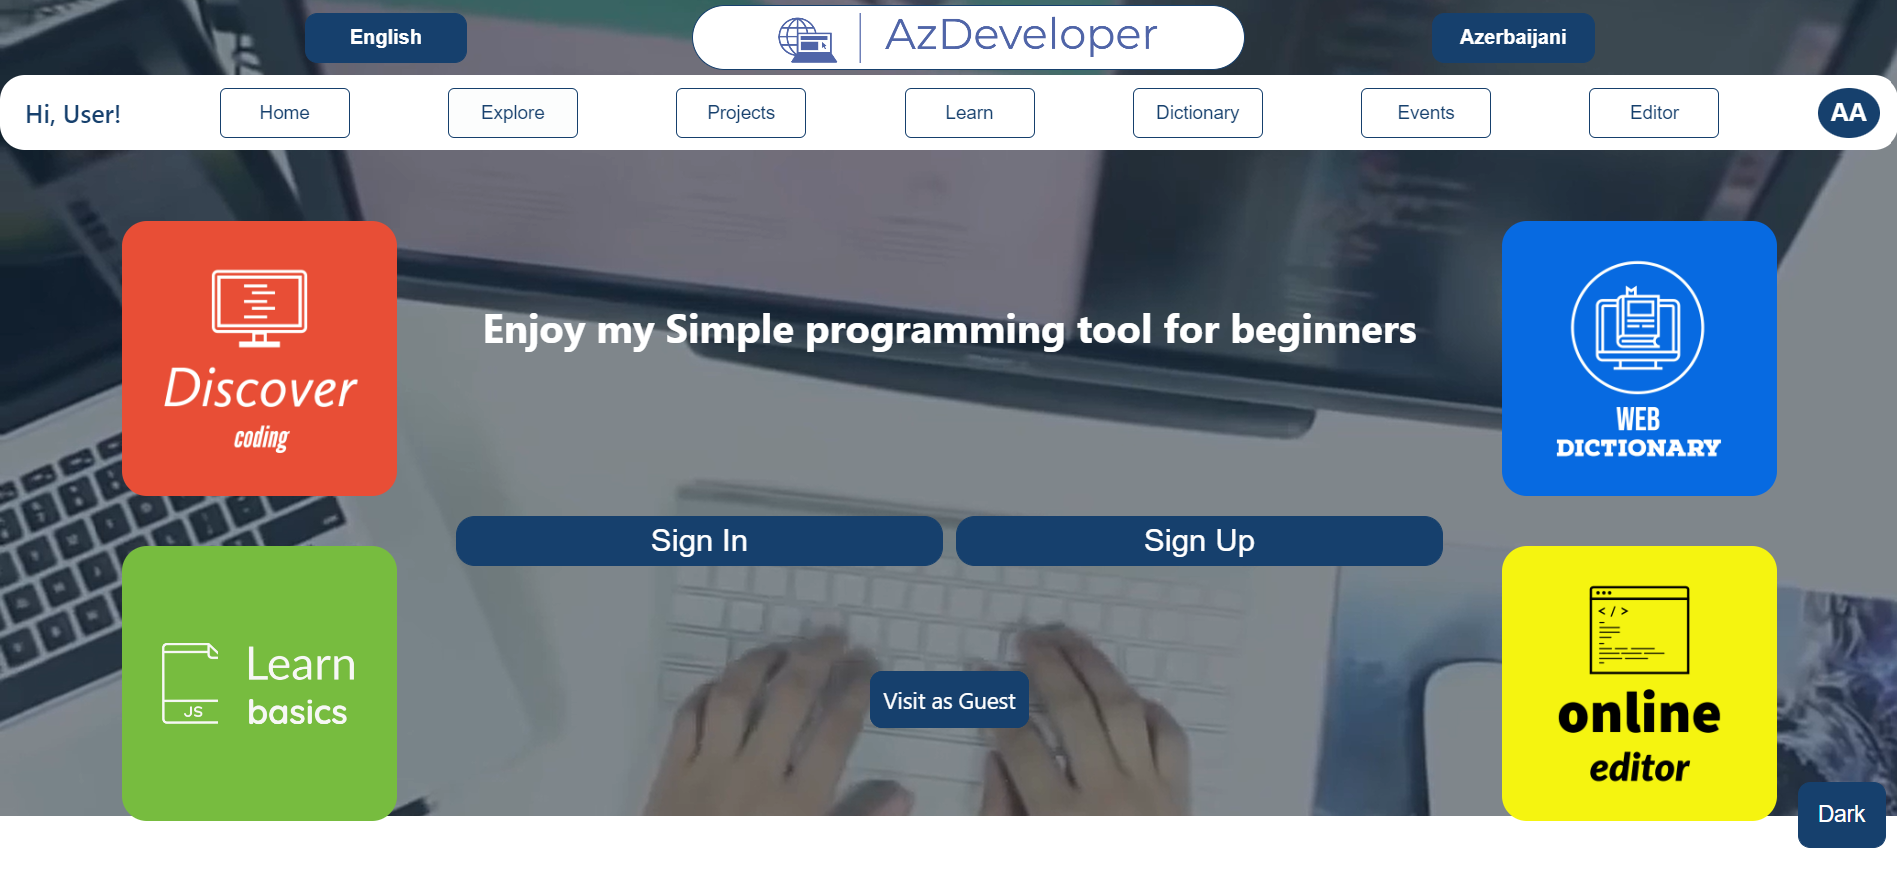 English
AzDeveloper
Azerbaijani
Hi, User!
Home
Explore
Projects
Learn
Dictionary
Events
Editor
AA
Discover
coding
Enjoy my Simple programming tool for beginners
WEB
DICTIONARY
Sign In
Sign Up
JS
Learn
basics
Visit as Guest
</>
online
editor
Dark